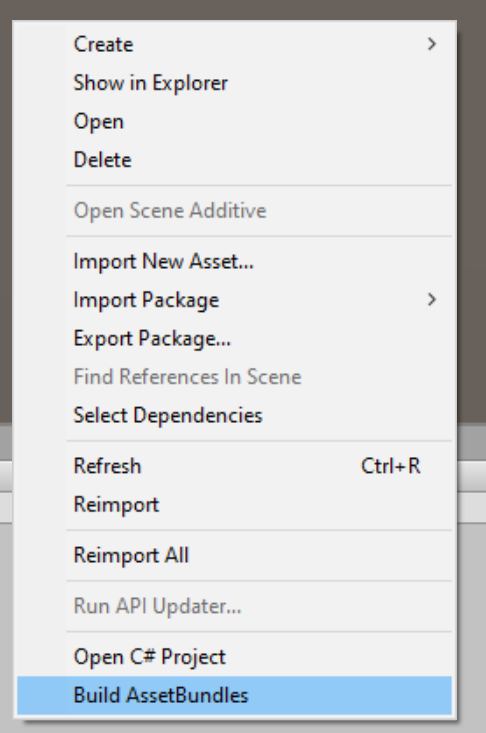 Create
Show in Explorer
Open
Delete
Open Scene Additive
Import New Asset...
Import Package
Export Package...
Find References In Scene
Select Dependencies
Refresh Ctrl+R
Reimport
Reimport All
Run API Updater...
Open C# Project
Build AssetBundles